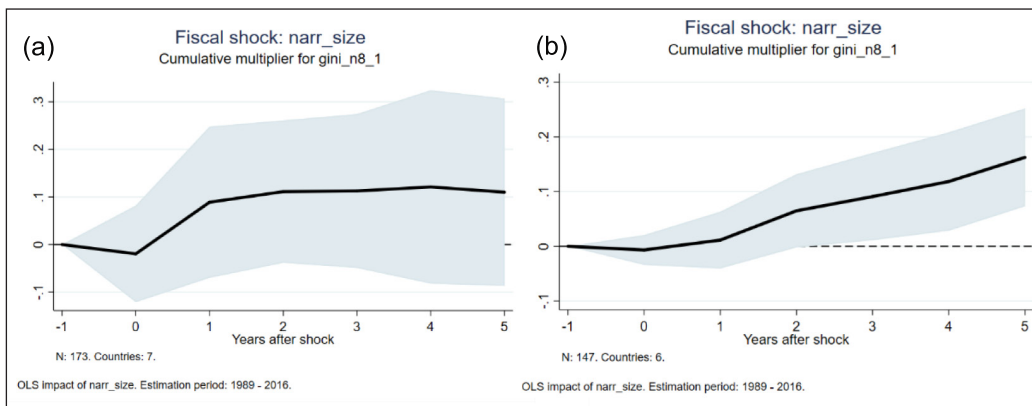 (a)
Fiscal shock: narr_size
Cumulative multiplier for gini_n8_1
.3
.2
.1
0
-.1
-1 0 1 2 3 4 5
Years after shock
N: 173. Countries: 7.
OLS impact of narr_size. Estimation period: 1989 - 2016.
(b)
Fiscal shock: narr_size
Cumulative multiplier for gini_n8_1
.3
.2
.1
0
-.1
-1 0 1 2 3 4 5
Years after shock
N: 147. Countries: 6.
OLS impact of narr_size. Estimation period: 1989 - 2016.